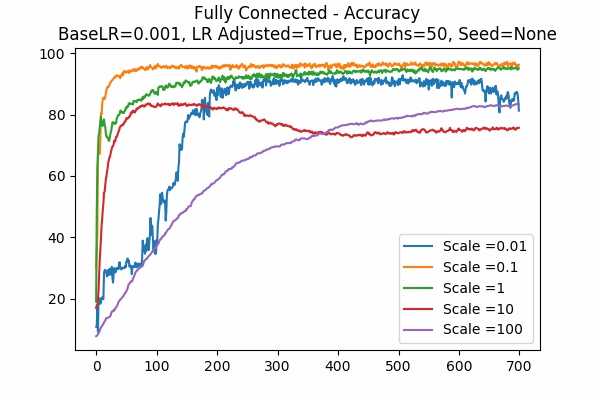 Fully Connected - Accuracy
BaseLR=0.001, LR Adjusted=True, Epochs=50, Seed=None
100
80
60
40
20
0
100
200
300
400
500
600
700
Scale =0.01
Scale =0.1
Scale =1
Scale =10
Scale =100